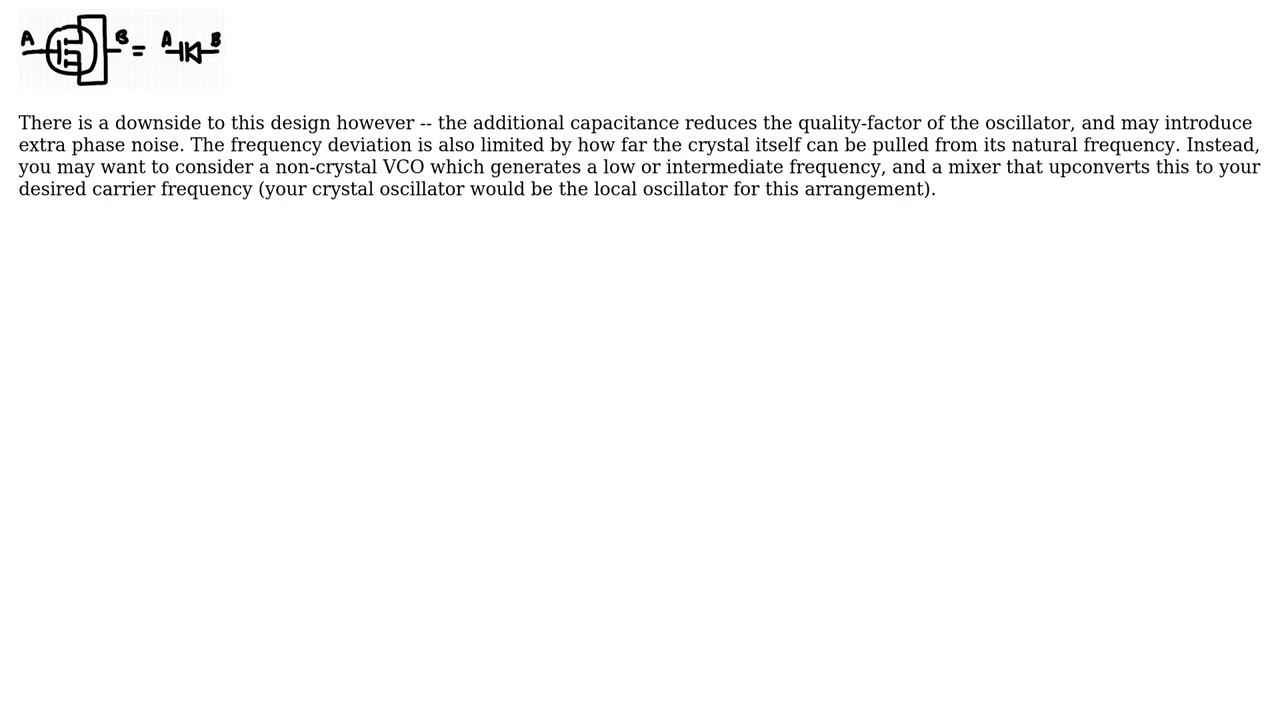 A B = A B
There is a downside to this design however -- the additional capacitance reduces the quality-factor of the oscillator, and may introduce
extra phase noise. The frequency deviation is also limited by how far the crystal itself can be pulled from its natural frequency. Instead,
you may want to consider a non-crystal VCO which generates a low or intermediate frequency, and a mixer that upconverts this to your
desired carrier frequency (your crystal oscillator would be the local oscillator for this arrangement).